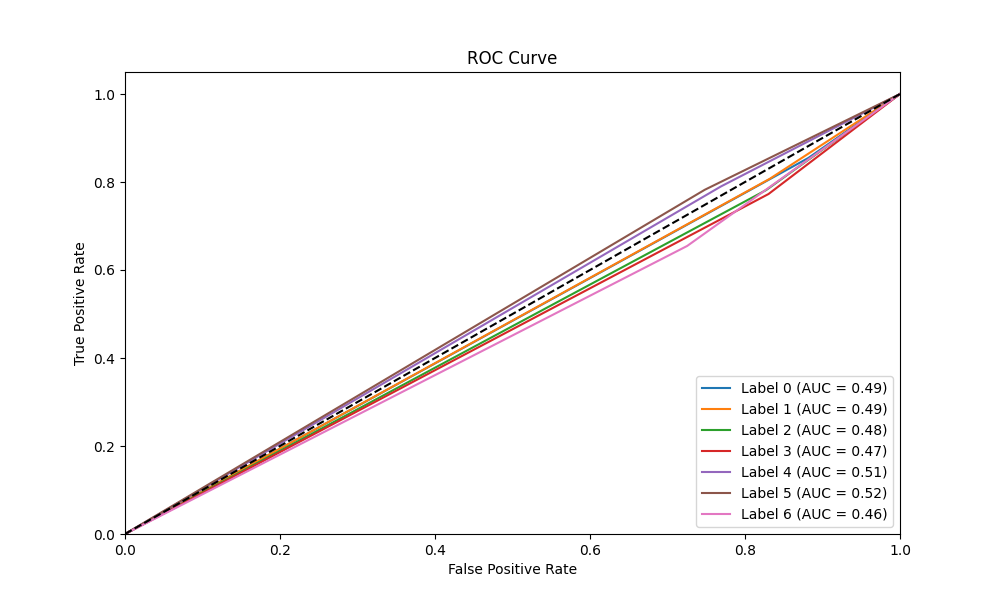 ROC Curve
True Positive Rate
1.0
0.8
0.6
0.4
0.2
0.0
Label 0 (AUC = 0.49)
Label 1 (AUC = 0.49)
Label 2 (AUC = 0.48)
Label 3 (AUC = 0.47)
Label 4 (AUC = 0.51)
Label 5 (AUC = 0.52)
Label 6 (AUC = 0.46)
0.0 0.2 0.4 0.6 0.8 1.0
False Positive Rate